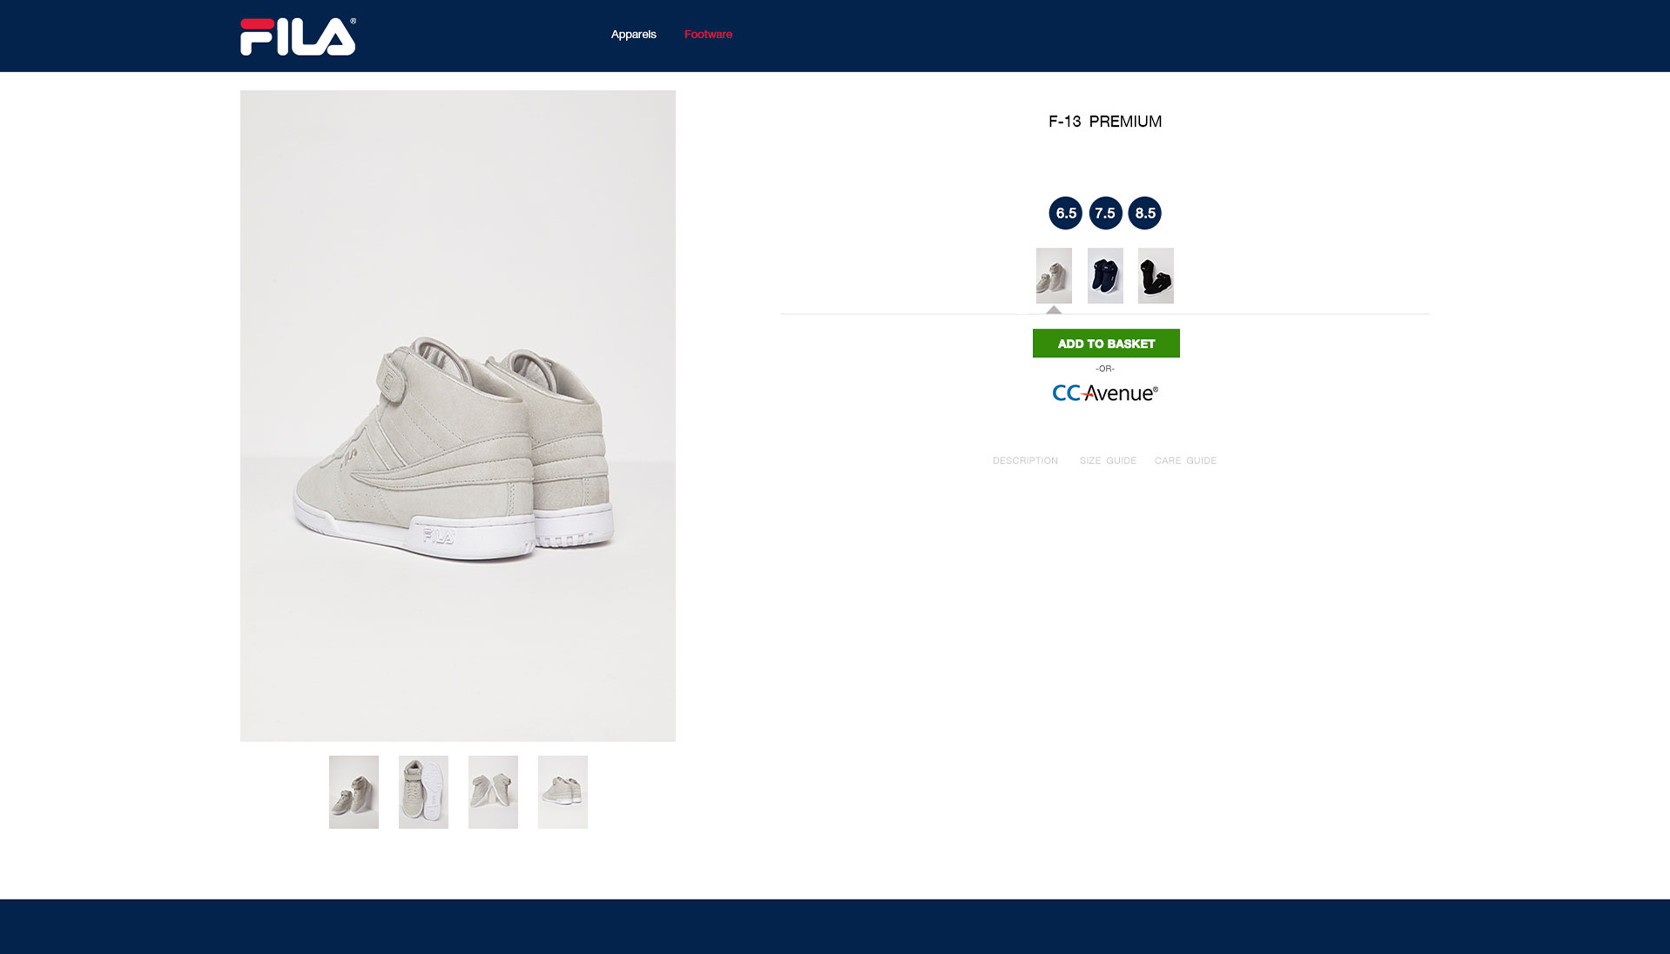 FILA®
Apparels Footware
F-13 PREMIUM
6.5 7.5 8.5
ADD TO BASKET
-OR-
CCAvenue®
DESCRIPTION SIZE GUIDE CARE GUIDE
FILA